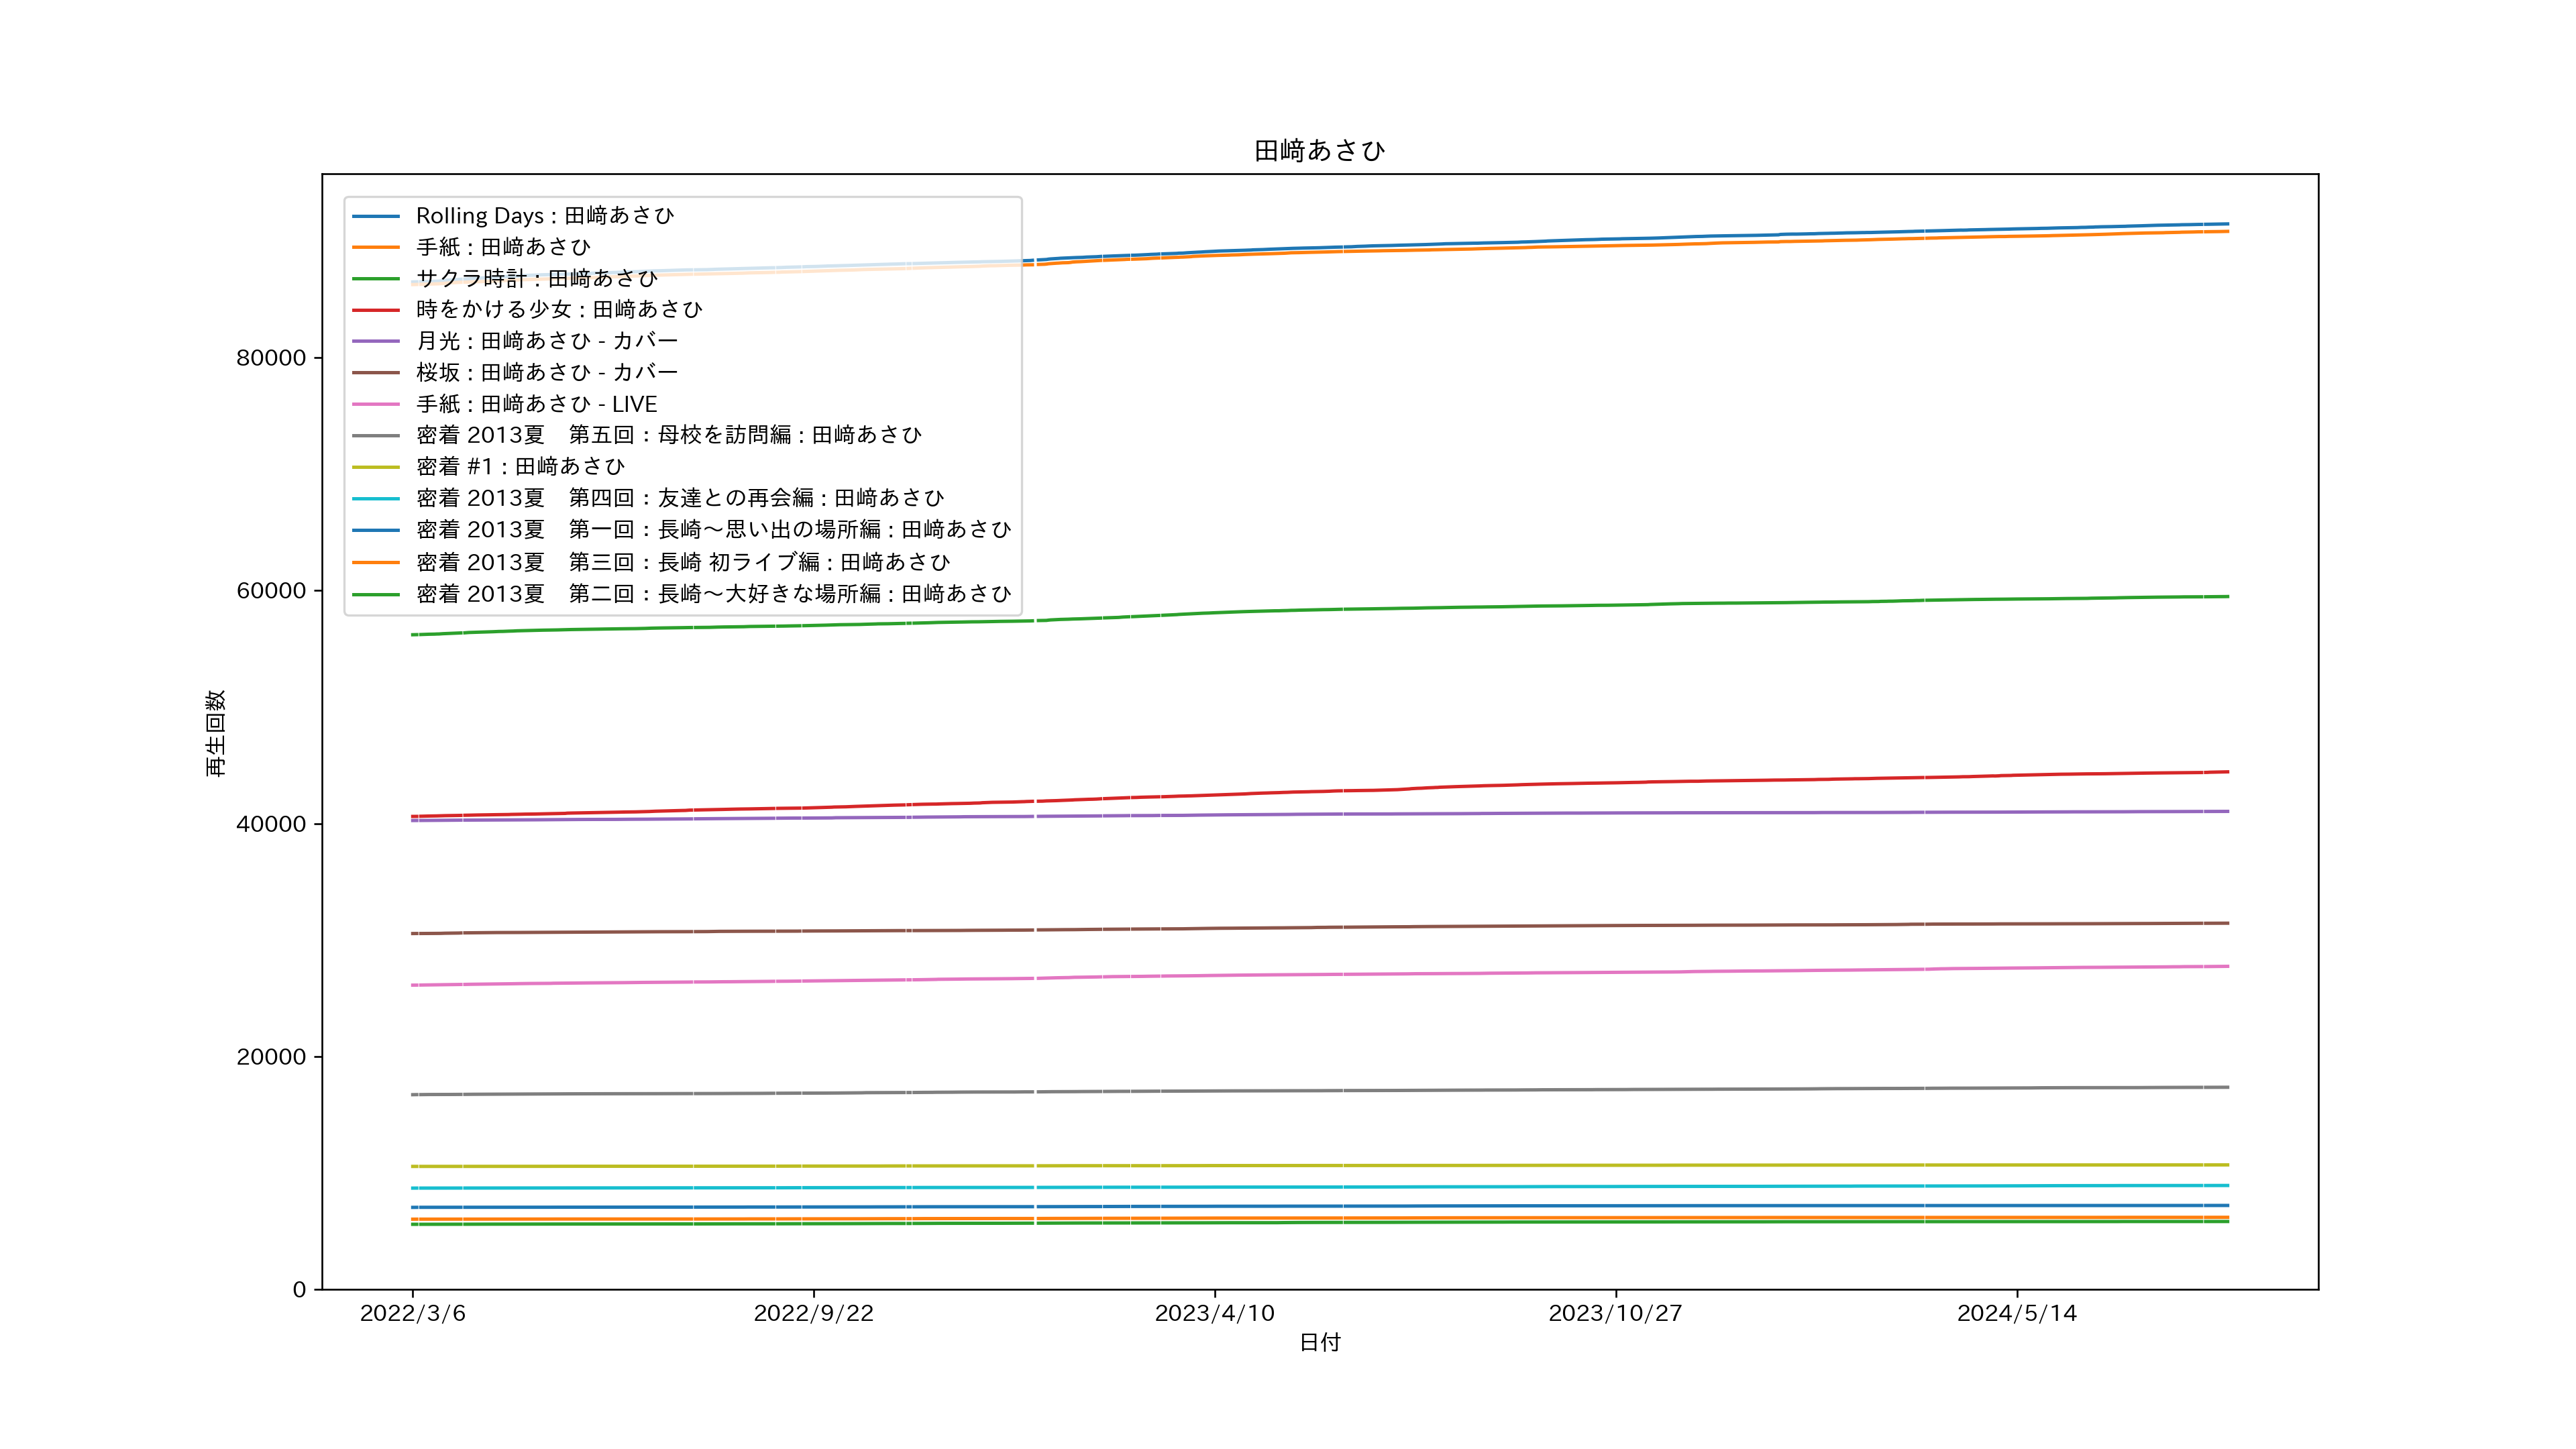 田﨑あさひ
Rolling Days : 田﨑あさひ
手紙 : 田﨑あさひ
サクラ時計 : 田﨑あさひ
時をかける少女 : 田﨑あさひ
月光 : 田﨑あさひ - カバー
桜坂 : 田﨑あさひ - カバー
手紙 : 田﨑あさひ - LIVE
密着 2013夏　第五回：母校を訪問編 : 田﨑あさひ
密着 #1 : 田﨑あさひ
密着 2013夏　第四回：友達との再会編 : 田﨑あさひ
密着 2013夏　第一回：長崎～思い出の場所編 : 田﨑あさひ
密着 2013夏　第三回：長崎 初ライブ編 : 田﨑あさひ
密着 2013夏　第二回：長崎～大好きな場所編 : 田﨑あさひ
再生回数
80000
60000
40000
20000
0
2022/3/6
2022/9/22
2023/4/10
2023/10/27
2024/5/14
日付